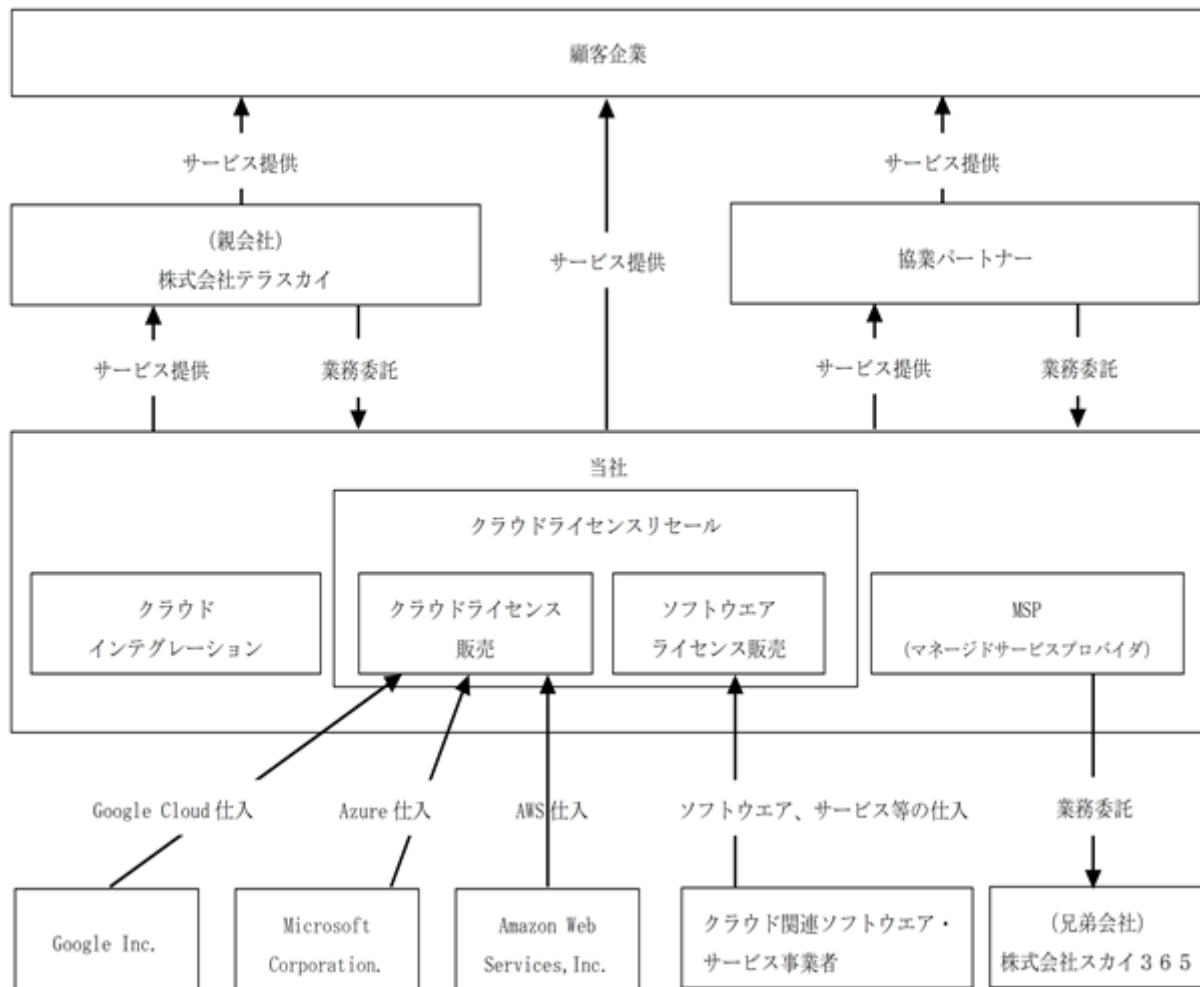 顧客企業
サービス提供
サービス提供
サービス提供
(親会社)
株式会社テラスカイ
協業パートナー
サービス提供
業務委託
サービス提供
業務委託
当社
クラウドライセンスリセール
クラウド
インテグレーション
クラウドライセンス
販売
ソフトウエア
ライセンス販売
MSP
(マネージドサービスプロバイダ)
Google Cloud 仕入
Azure 仕入
AWS 仕入
ソフトウエア、サービス等の仕入
業務委託
Google Inc.
Microsoft
Corporation.
Amazon Web
Services,Inc.
クラウド関連ソフトウエア・
サービス事業者
(兄弟会社)
株式会社スカイ365